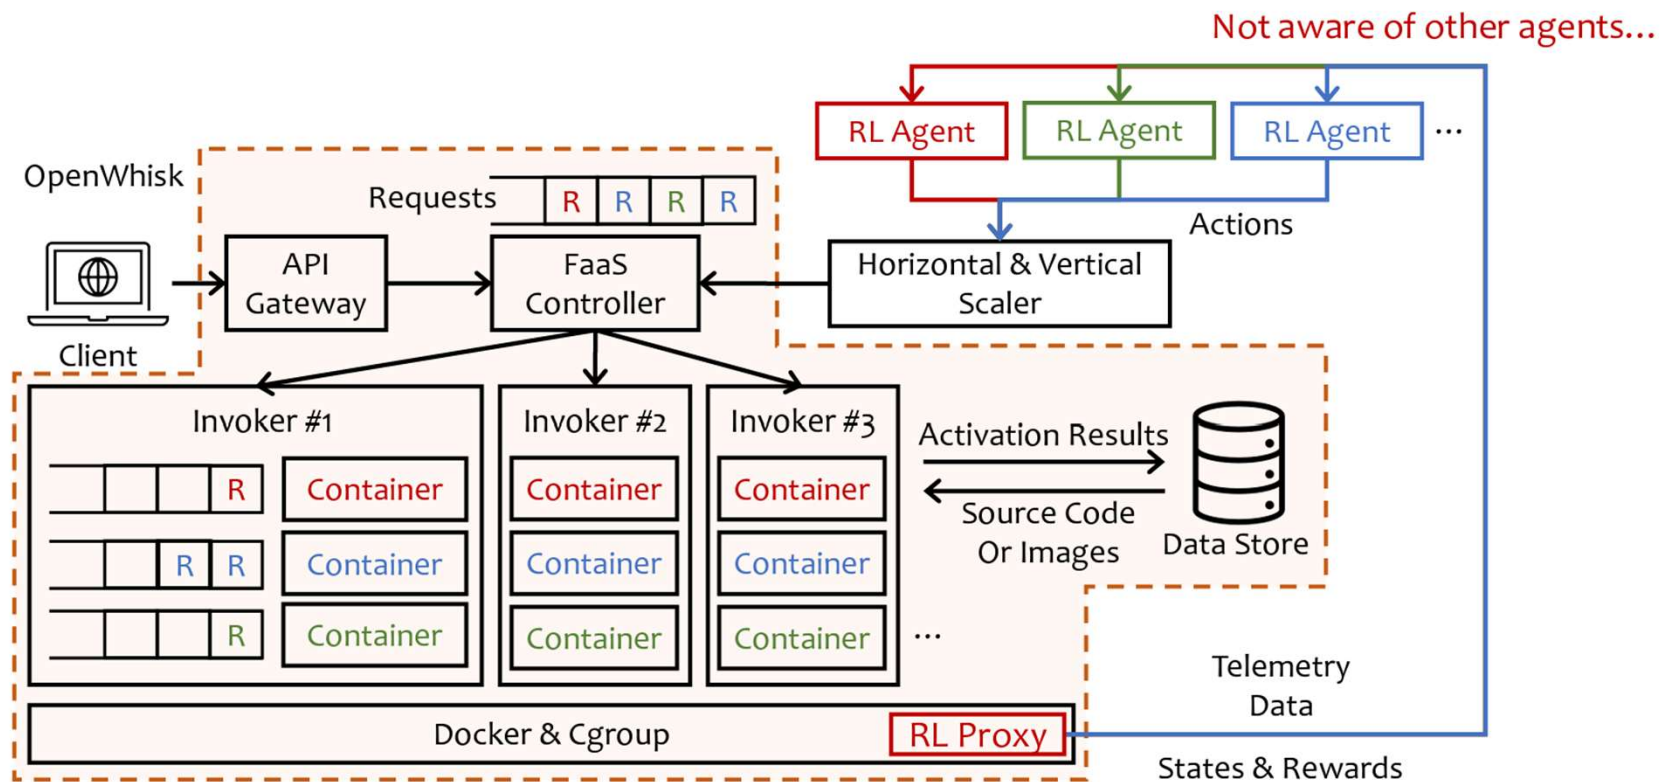 Not aware of other agents...
RL Agent
RL Agent
RL Agent
...
OpenWhisk
Requests
R
R
R
R
Actions
Client
API
Gateway
FaaS
Controller
Horizontal & Vertical
Scaler
Invoker #1
R
Container
R
R
Container
R
Container
Invoker #2
Container
Container
Container
Invoker #3
Container
Container
Container
...
Activation Results
Source Code
Or Images
Data Store
Docker & Cgroup
RL Proxy
Telemetry
Data
States & Rewards